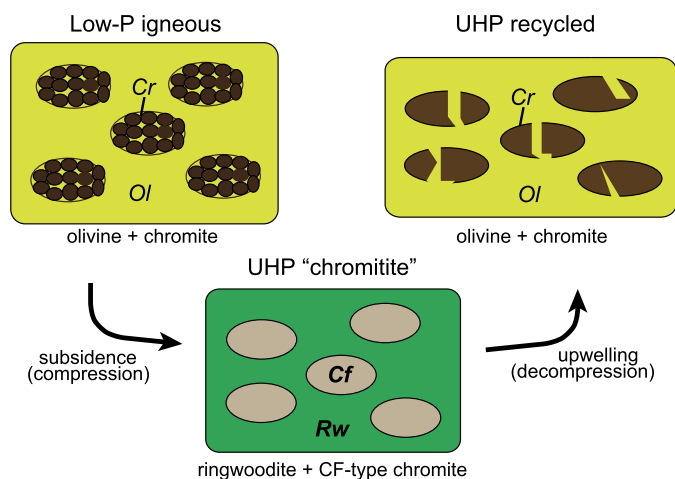 Low-P igneous
UHP recycled
Cr
Ol
Cr
Ol
olivine + chromite
olivine + chromite
UHP “chromitite”
subsidence
(compression)
Cf
Rw
upwelling
(decompression)
ringwoodite + CF-type chromite